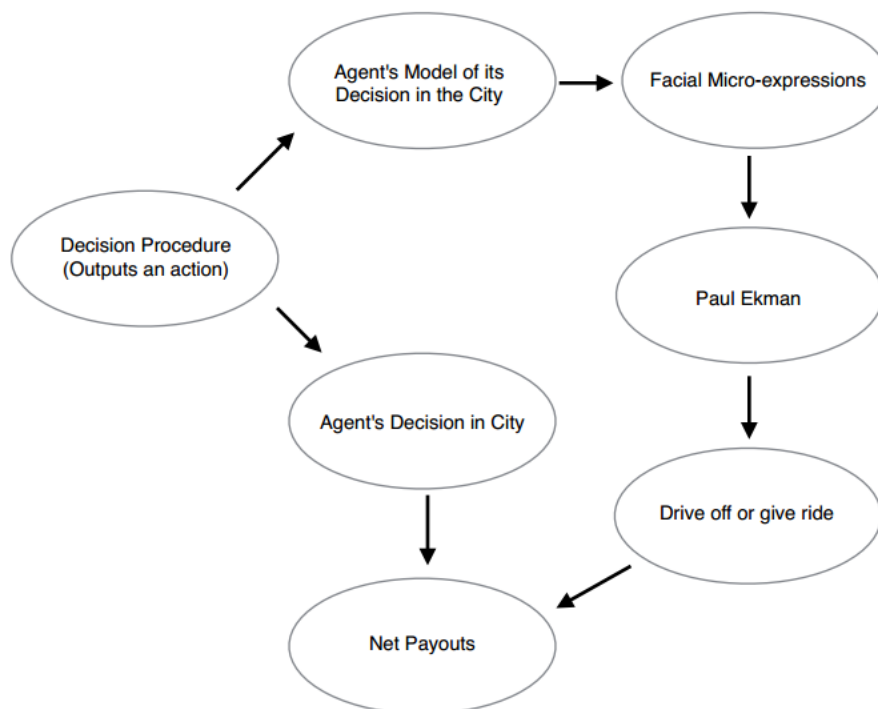 Agent's Model of its
Decision in the City
Facial Micro-expressions
Decision Procedure
(Outputs an action)
Paul Ekman
Agent's Decision in City
Drive off or give ride
Net Payouts